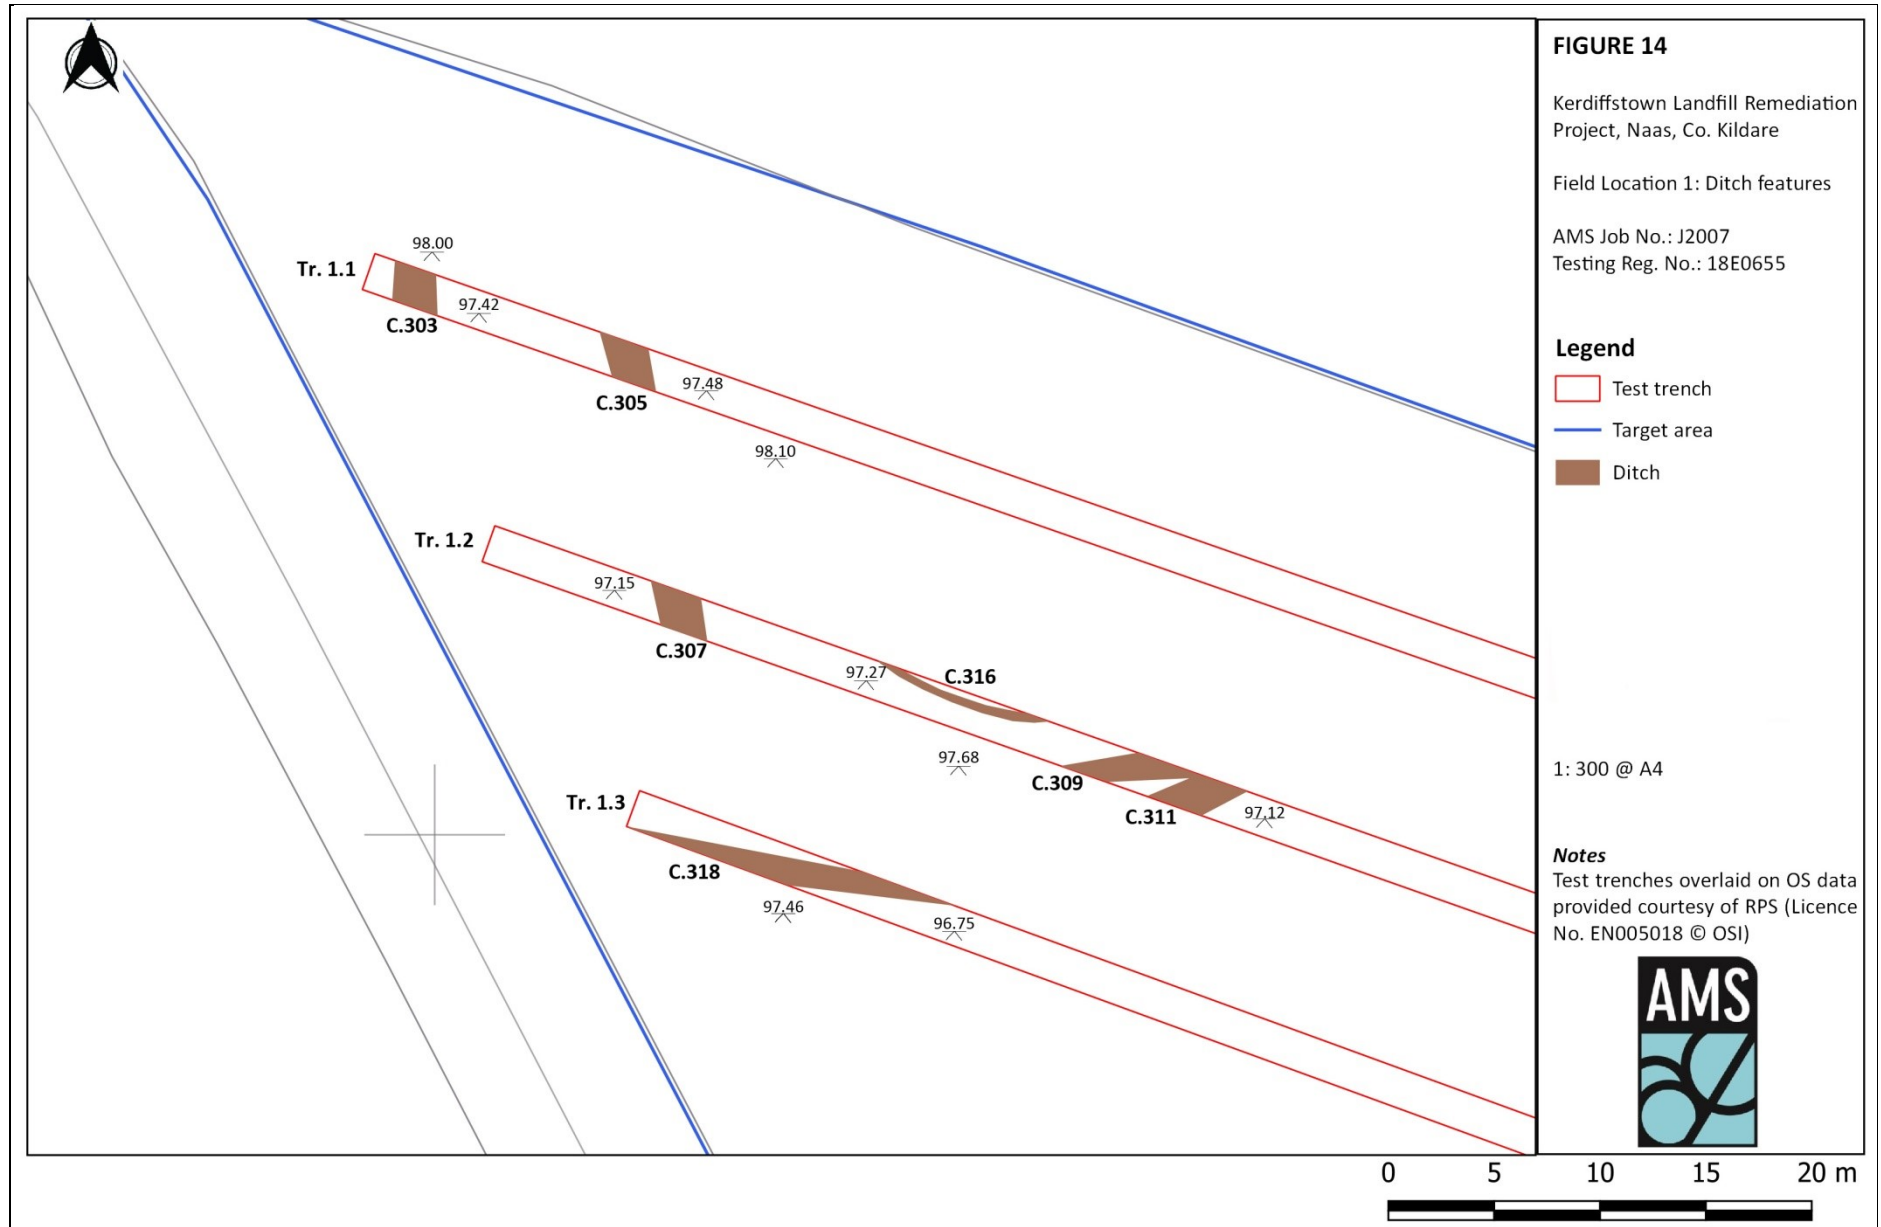 98.00
Tr. 1.1
97.42
C.303
97.48
C.305
98.10
Tr. 1.2
97.15
C.307
97.27
C.316
97.68
C.309
C.311
97.12
Tr. 1.3
C.318
97.46
96.75
FIGURE 14
Kerdiffstown Landfill Remediation
Project, Naas, Co. Kildare
Field Location 1: Ditch features
AMS Job No.: J2007
Testing Reg. No.: 18E0655
Legend
Test trench
Target area
Ditch
1: 300 @ A4
Notes
Test trenches overlaid on OS data
provided courtesy of RPS (Licence
No. EN005018 © OSI)
AMS
0 5 10 15 20 m